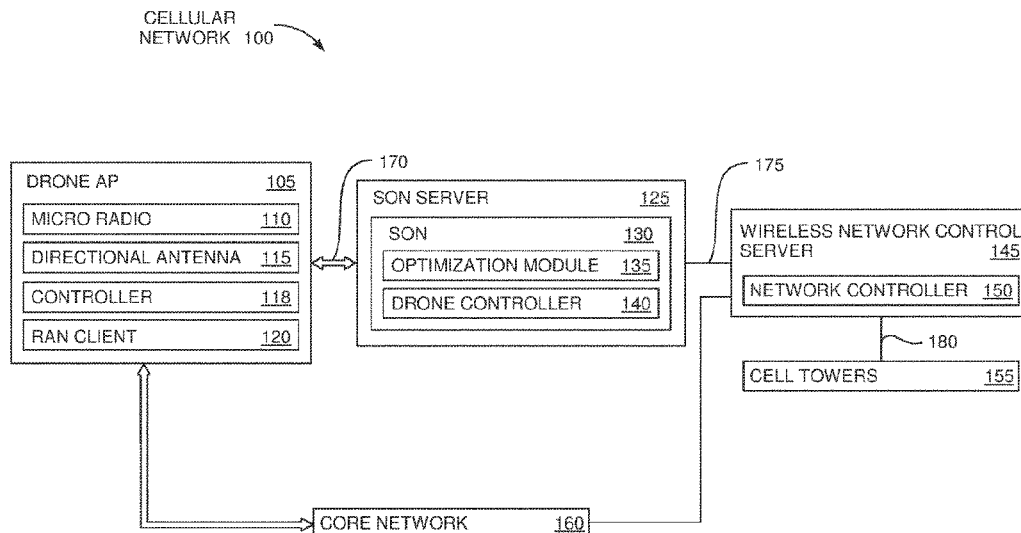 CELLULAR
NETWORK 100
170
175
DRONE AP 105
MICRO RADIO 110
DIRECTIONAL ANTENNA 115
CONTROLLER 118
RAN CLIENT 120
SON SERVER 125
SON 130
OPTIMIZATION MODULE 135
DRONE CONTROLLER 140
WIRELESS NETWORK CONTROL
SERVER 145
NETWORK CONTROLLER 150
180
CELL TOWERS 155
CORE NETWORK 160